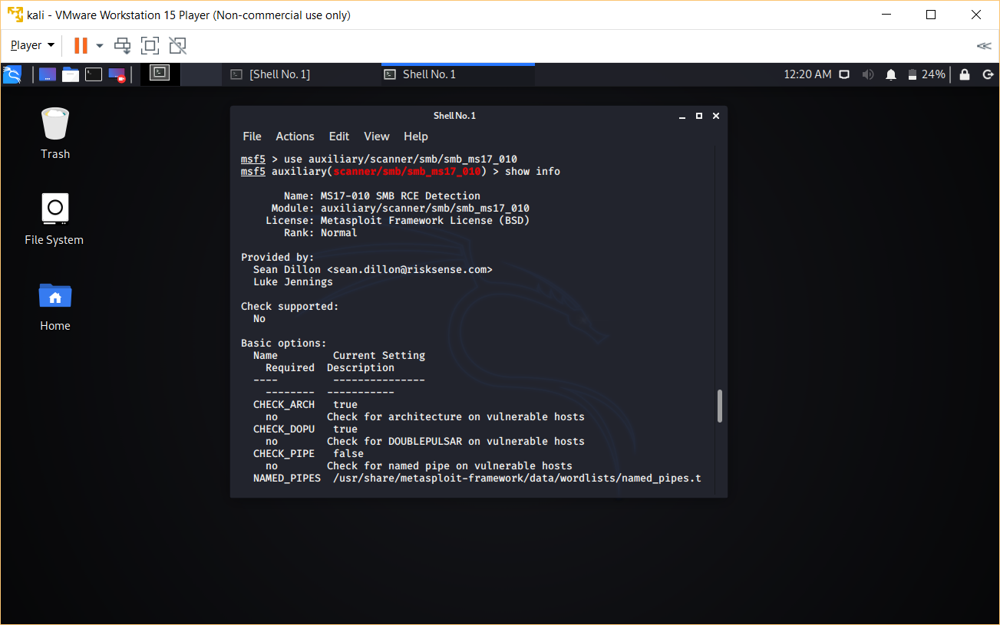 kali - VMware Workstation 15 Player (Non-commercial use only)
Player
[Shell No. 1]
Shell No. 1
12:20 AM
24%
Trash
File System
Home
Shell No. 1
File Actions Edit View Help
msf5 > use auxiliary/scanner/smb/smb_ms17_010
msf5 auxiliary(scanner/smb/smb_ms17_010) > show info
Name: MS17-010 SMB RCE Detection
Module: auxiliary/scanner/smb/smb_ms17_010
License: Metasploit Framework License (BSD)
Rank: Normal
Provided by:
Sean Dillon <sean.dillon@risksense.com>
Luke Jennings
Check supported:
No
Basic options:
Name Current Setting
Required Description
---- ---------------
-------- -----------
CHECK_ARCH true
no Check for architecture on vulnerable hosts
CHECK_DOPU true
no Check for DOUBLEPULSAR on vulnerable hosts
CHECK_PIPE false
no Check for named pipe on vulnerable hosts
NAMED_PIPES /usr/share/metasploit-framework/data/wordlists/named_pipes.t